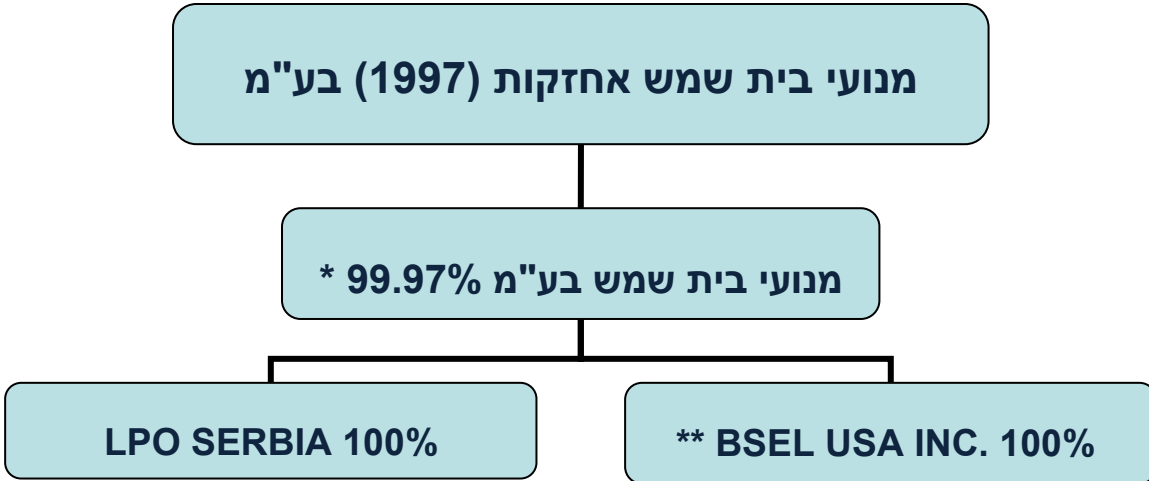 מנועי בית שמש אחזקות (1997) בע"מ
מנועי בית שמש בע"מ 99.97% *
LPO SERBIA 100%
** BSEL USA INC. 100%